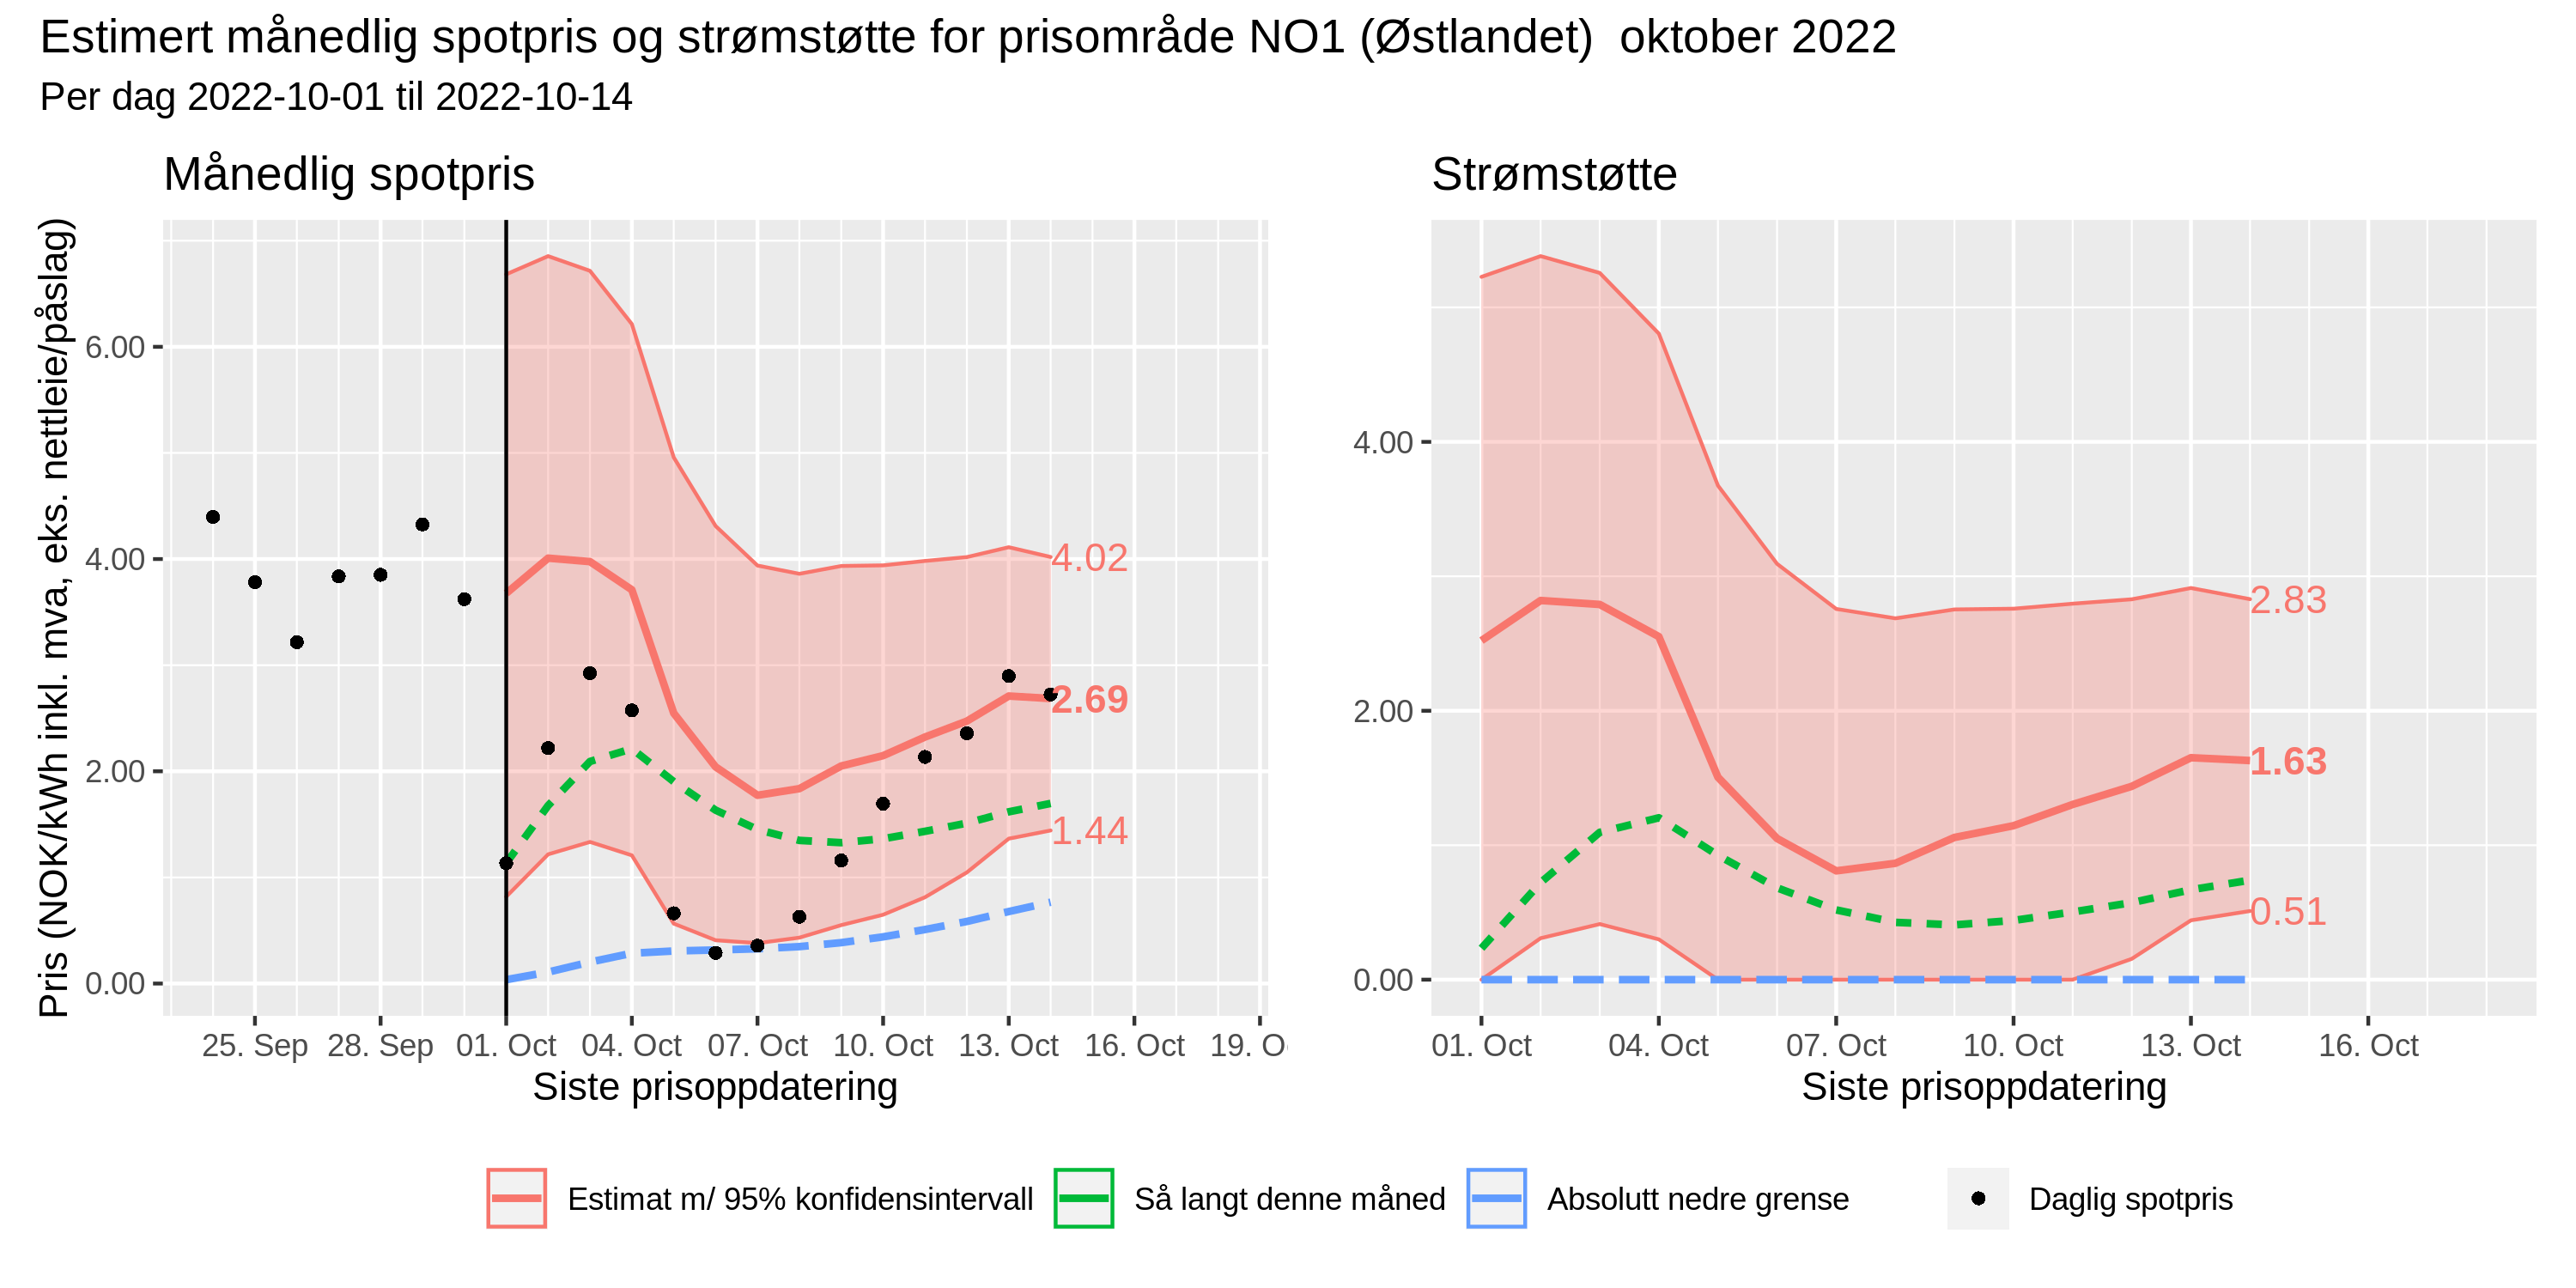 Estimert månedlig spotpris og strømstøtte for prisområde NO1 (Østlandet)  oktober 2022
Per dag 2022-10-01 til 2022-10-14
Månedlig spotpris
Pris (NOK/kWh inkl. mva, eks. nettleie/påslag)
6.00
4.00
2.00
0.00
4.02
2.69
1.44
25. Sep 28. Sep 01. Oct 04. Oct 07. Oct 10. Oct 13. Oct 16. Oct 19. O
Siste prisoppdatering
Strømstøtte
4.00
2.00
0.00
2.83
1.63
0.51
01. Oct 04. Oct 07. Oct 10. Oct 13. Oct 16. Oct
Siste prisoppdatering
Estimat m/ 95% konfidensintervall Så langt denne måned Absolutt nedre grense Daglig spotpris